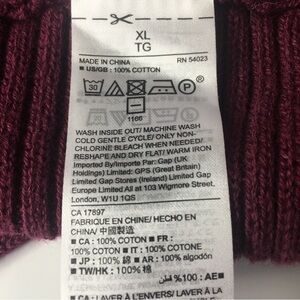 XL
TG
MADE IN CHINA RN 54023
■ US/GB : 100% COTTON
30 P
1166
WASH INSIDE OUT/ MACHINE WASH
COLD GENTLE CYCLE/ ONLY NON-
CHLORINE BLEACH WHEN NEEDED/
RESHAPE AND DRY FLAT/ WARM IRON
Imported by/Importe Par: Gap (UK
Holdings) Limited: GPS (Great Britain)
Limited Gap Stores (Ireland) Limited Gap
Europe Limited All at 103 Wigmore Street,
London, W1U 1QS
CA 17897
FABRIQUE EN CHINE/ HECHO EN
CHINA/ 中國製造
■ CA : 100% COTON ■ FR :
100% COTON ■ IT : 100% COTONE
■ JP : 100% 綿 ■ AR : 100% algodón
■ TW/HK : 100% 棉
■ AE : 100% قطن
■ CA : LAVER À L'ENVERS/ LAVER À LA